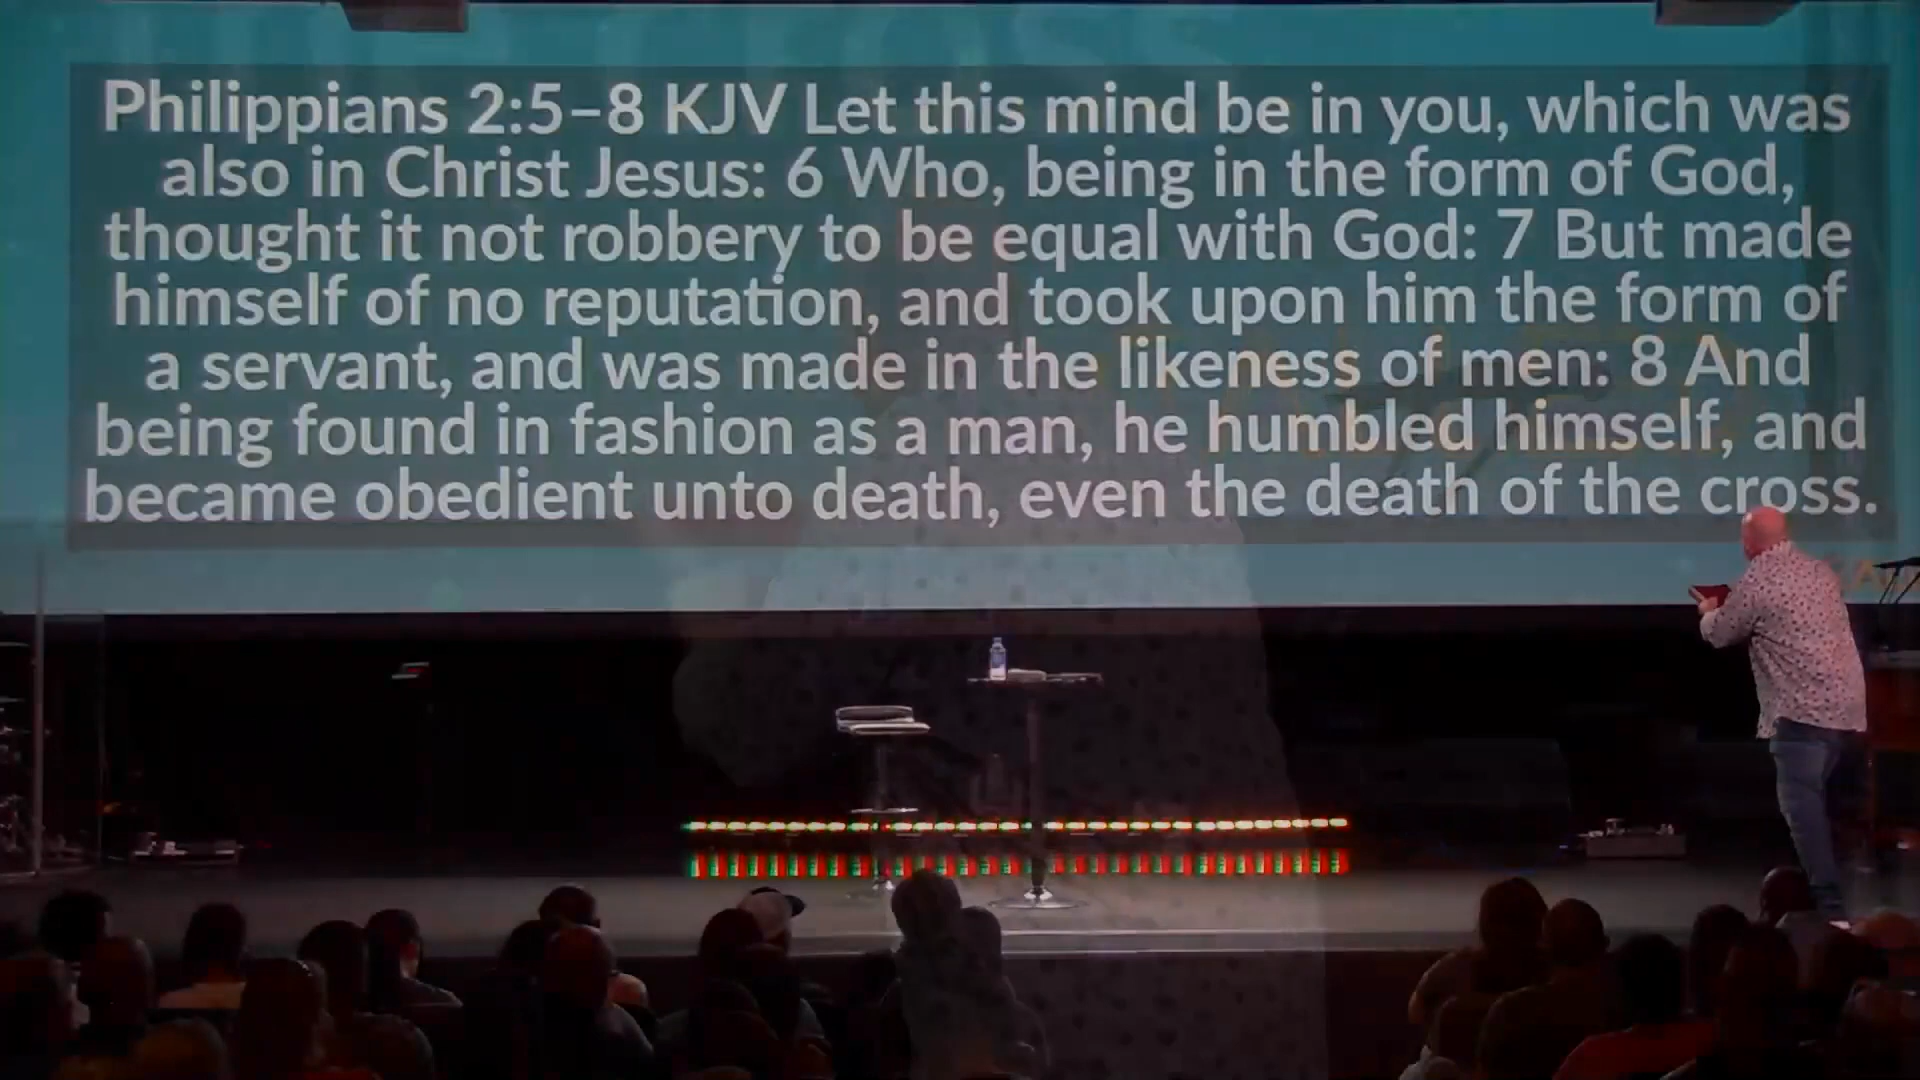 Philippians 2:5–8 KJV Let this mind be in you, which was
also in Christ Jesus: 6 Who, being in the form of God,
thought it not robbery to be equal with God: 7 But made
himself of no reputation, and took upon him the form of
a servant, and was made in the likeness of men: 8 And
being found in fashion as a man, he humbled himself, and
became obedient unto death, even the death of the cross.